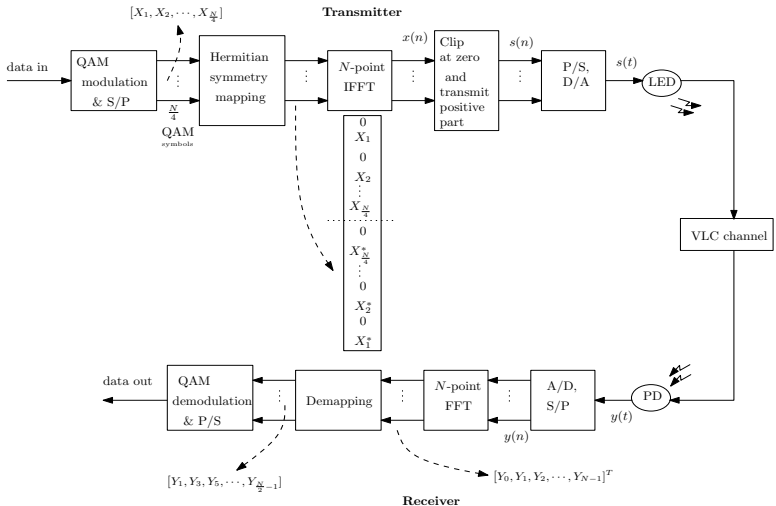 [X_1, X_2, ⋯, X_{N/4}]
Transmitter
data in
QAM
modulation
& S/P
N/4
QAM
symbols
Hermitian
symmetry
mapping
N-point
IFFT
x(n)
Clip
at zero
and
transmit
positive
part
s(n)
P/S,
D/A
s(t)
LED
0
X_1
0
X_2
⋮
X_{N/4}
0
X*_{N/4}
⋮
0
X_2^*
0
X_1^*
VLC channel
data out
QAM
demodulation
& P/S
Demapping
N-point
FFT
A/D,
S/P
y(n)
y(t)
PD
[Y_1, Y_3, Y_5, ⋯, Y_{N/2-1}]
[Y_0, Y_1, Y_2, ⋯, Y_{N-1}]^T
Receiver